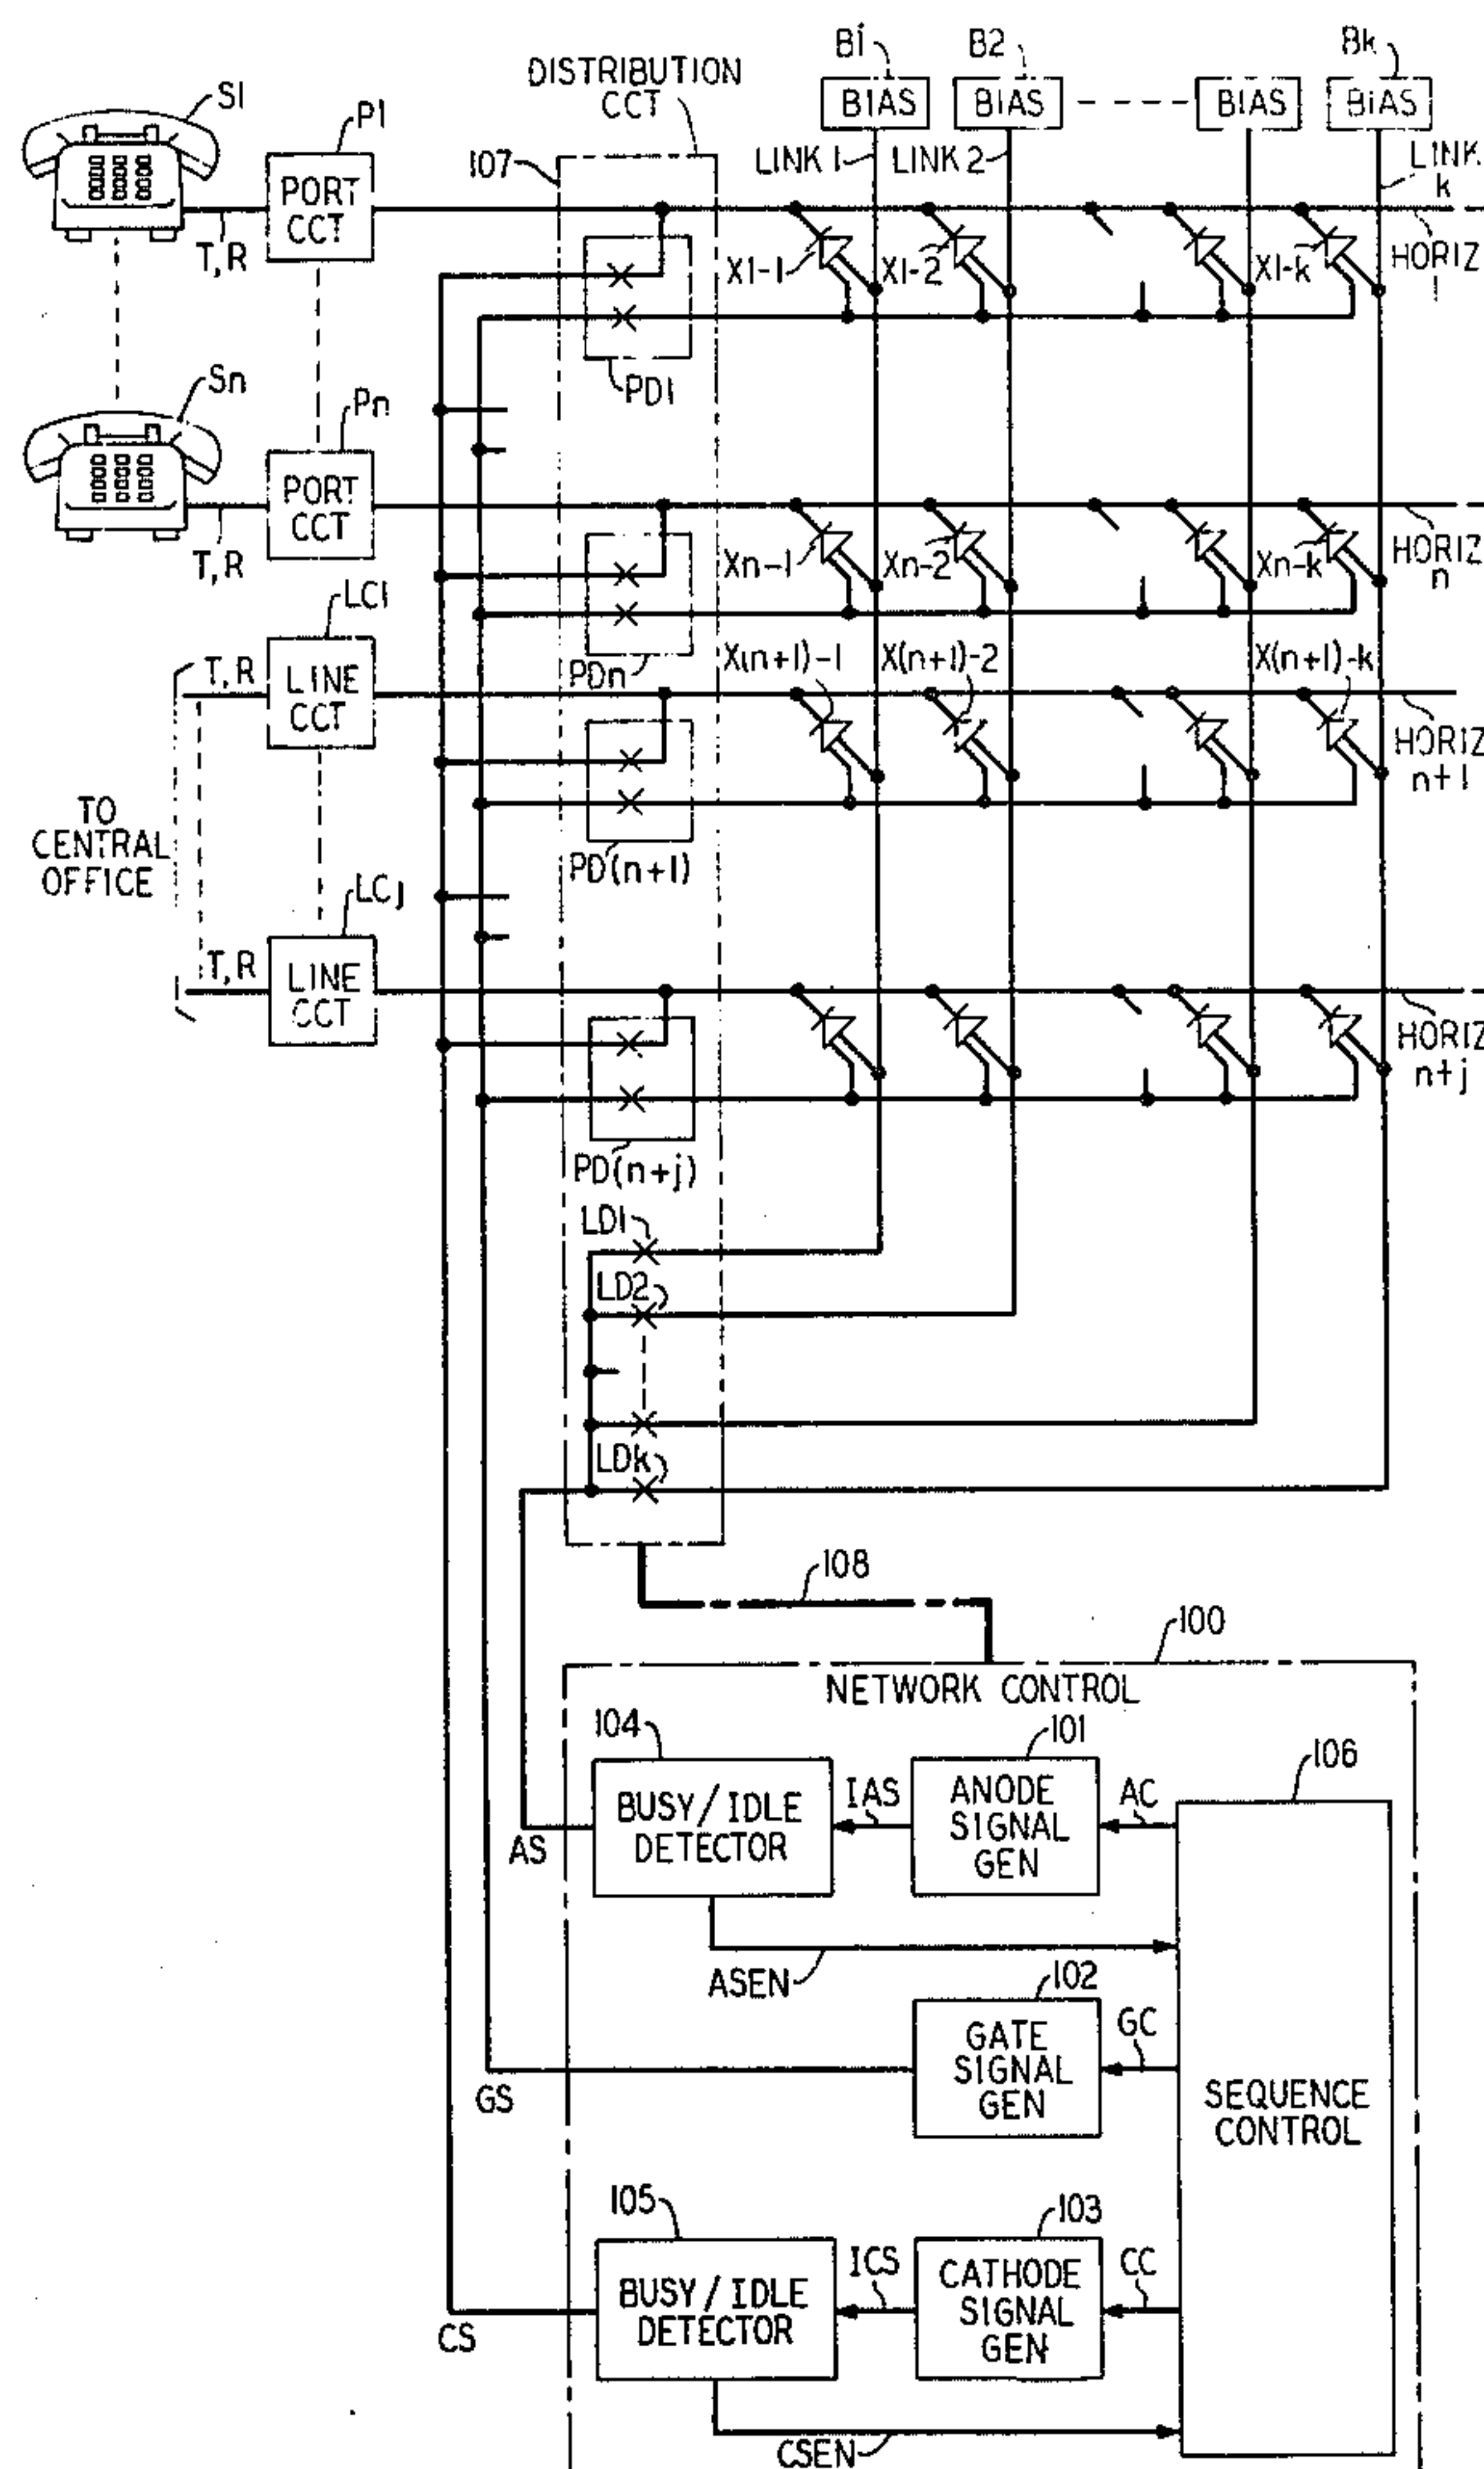 B1
B2
Bk
DISTRIBUTION
CCT
BIAS
BIAS
BIAS
BIAS
S1
P1
107
LINK 1
LINK 2
LINK
k
PORT
CCT
T,R
X1-1
X1-2
X1-k
HORIZ
1
PD1
Sn
Pn
PORT
CCT
T,R
Xn-1
Xn-2
Xn-k
HORIZ
n
LC1
PDn
X(n+1)-1
X(n+1)-2
X(n+1)-k
T,R
LINE
CCT
HORIZ
n+1
TO
CENTRAL
OFFICE
PD(n+1)
LCj
T,R
LINE
CCT
HORIZ
n+j
PD(n+j)
LD1
LD2
LDk
108
100
NETWORK CONTROL
104
101
106
BUSY/IDLE
DETECTOR
IAS
ANODE
SIGNAL
GEN
AC
AS
ASEN
102
GATE
SIGNAL
GEN
GC
GS
SEQUENCE
CONTROL
105
103
BUSY/IDLE
DETECTOR
ICS
CATHODE
SIGNAL
GEN
CC
CS
CSEN